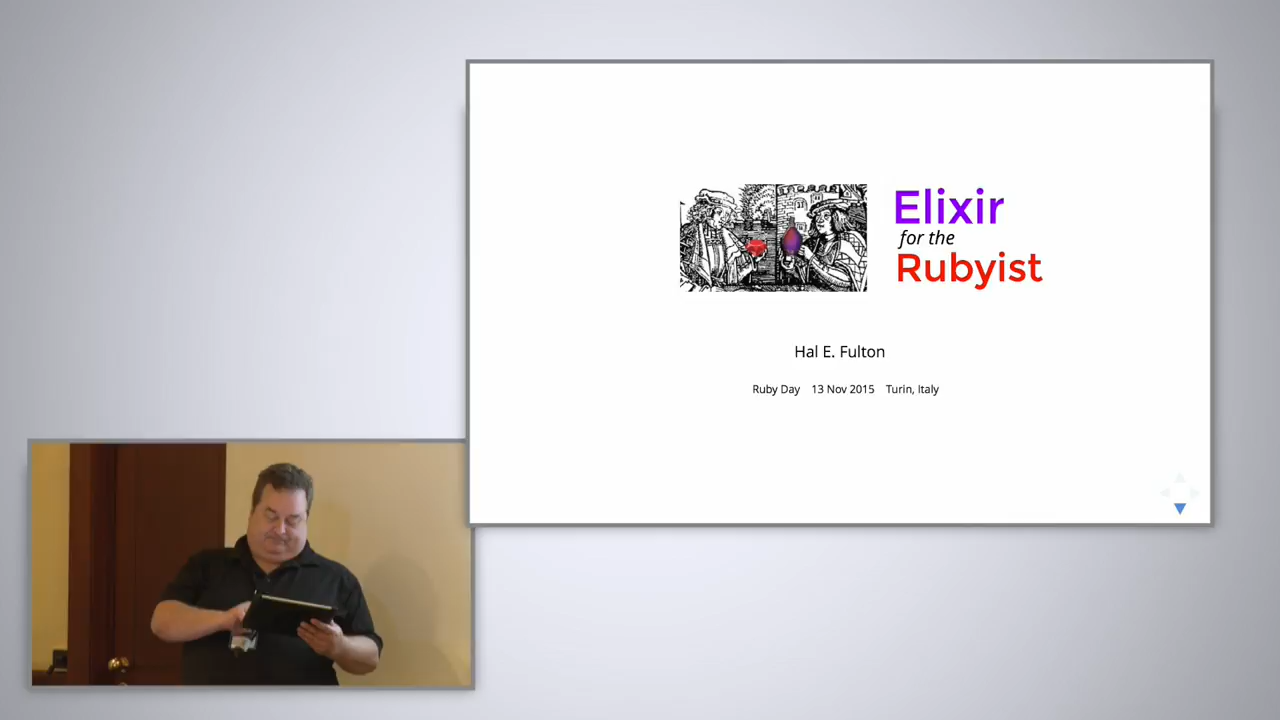 Elixir
for the
Rubyist
Hal E. Fulton
Ruby Day 13 Nov 2015 Turin, Italy